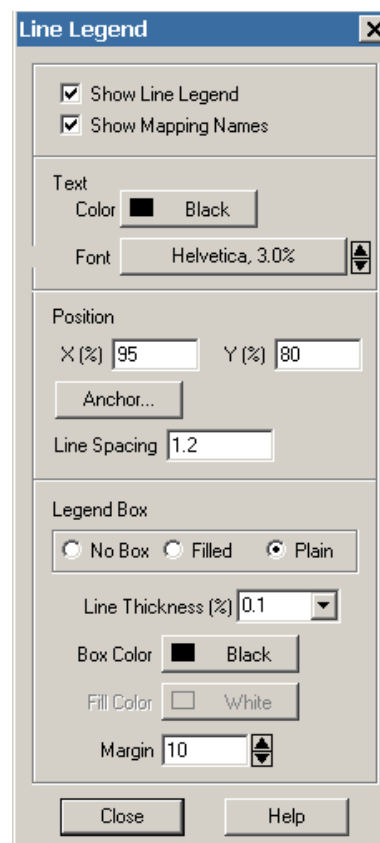 Line Legend
Show Line Legend
Show Mapping Names
Text
Color Black
Font Helvetica, 3.0%
Position
X (%) 95 Y (%) 80
Anchor...
Line Spacing 1.2
Legend Box
No Box Filled Plain
Line Thickness (%) 0.1
Box Color Black
Fill Color White
Margin 10
Close Help